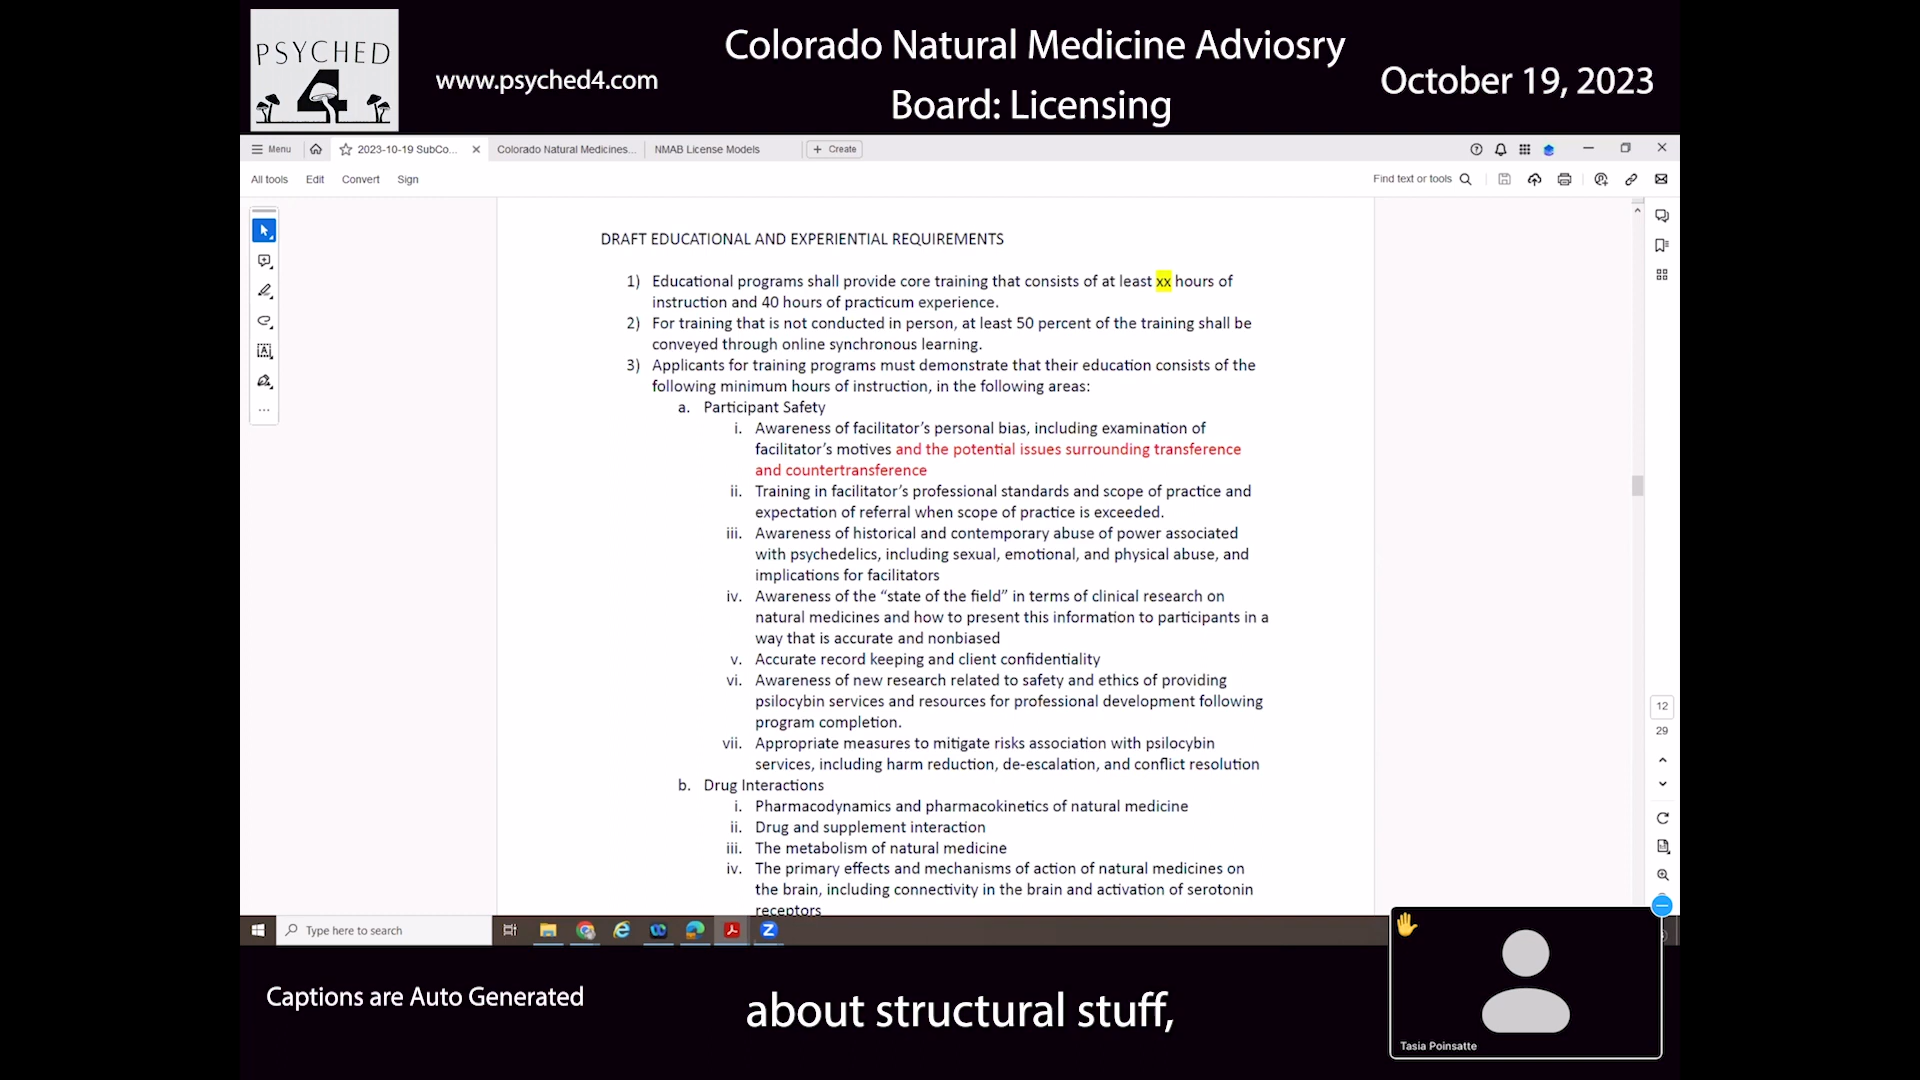 PSYCHED
4
www.psyched4.com
Colorado Natural Medicine Adviosry
Board: Licensing
October 19, 2023
Menu
2023-10-19 SubCo...
Colorado Natural Medicines...
NMAB License Models
+ Create
All tools
Edit
Convert
Sign
Find text or tools
DRAFT EDUCATIONAL AND EXPERIENTIAL REQUIREMENTS
1) Educational programs shall provide core training that consists of at least xx hours of
instruction and 40 hours of practicum experience.
2) For training that is not conducted in person, at least 50 percent of the training shall be
conveyed through online synchronous learning.
3) Applicants for training programs must demonstrate that their education consists of the
following minimum hours of instruction, in the following areas:
a. Participant Safety
i. Awareness of facilitator’s personal bias, including examination of
facilitator’s motives and the potential issues surrounding transference
and countertransference
ii. Training in facilitator’s professional standards and scope of practice and
expectation of referral when scope of practice is exceeded.
iii. Awareness of historical and contemporary abuse of power associated
with psychedelics, including sexual, emotional, and physical abuse, and
implications for facilitators
iv. Awareness of the “state of the field” in terms of clinical research on
natural medicines and how to present this information to participants in a
way that is accurate and nonbiased
v. Accurate record keeping and client confidentiality
vi. Awareness of new research related to safety and ethics of providing
psilocybin services and resources for professional development following
program completion.
vii. Appropriate measures to mitigate risks association with psilocybin
services, including harm reduction, de-escalation, and conflict resolution
b. Drug Interactions
i. Pharmacodynamics and pharmacokinetics of natural medicine
ii. Drug and supplement interaction
iii. The metabolism of natural medicine
iv. The primary effects and mechanisms of action of natural medicines on
the brain, including connectivity in the brain and activation of serotonin
receptors
12
29
Type here to search
Captions are Auto Generated
about structural stuff,
Tasia Poinsatte